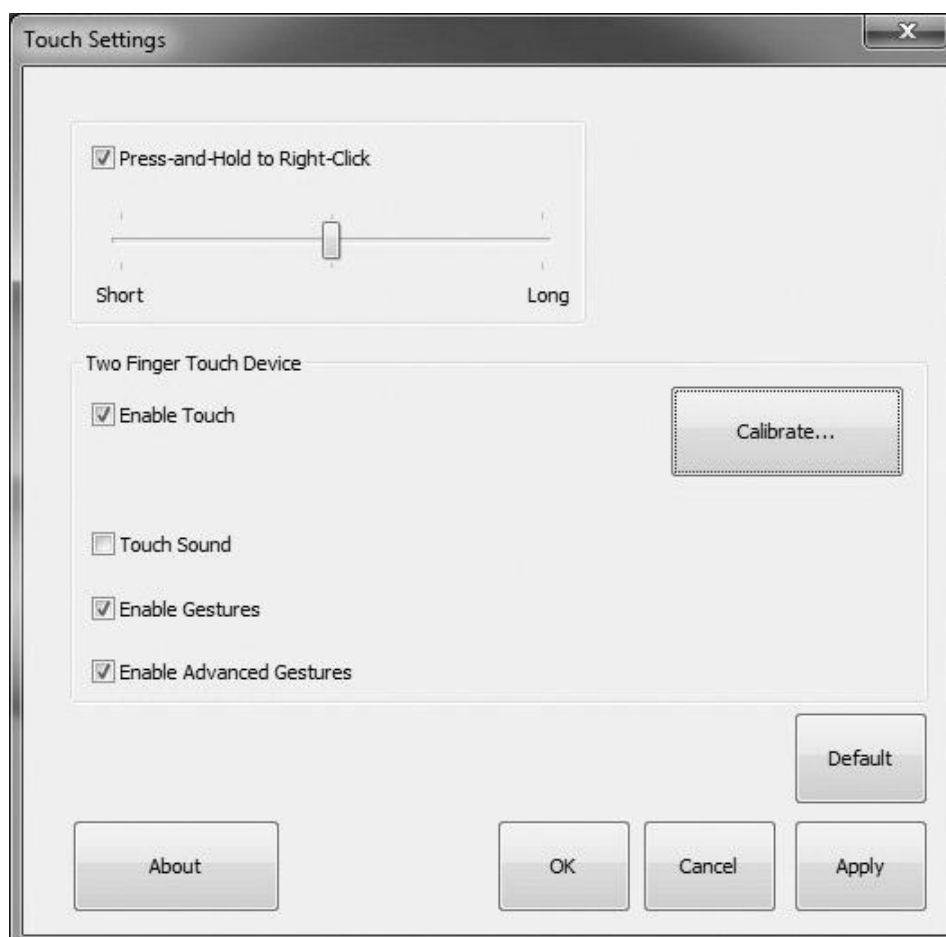 Touch Settings
Press-and-Hold to Right-Click
Short Long
Two Finger Touch Device
Enable Touch
Calibrate...
Touch Sound
Enable Gestures
Enable Advanced Gestures
Default
About OK Cancel Apply